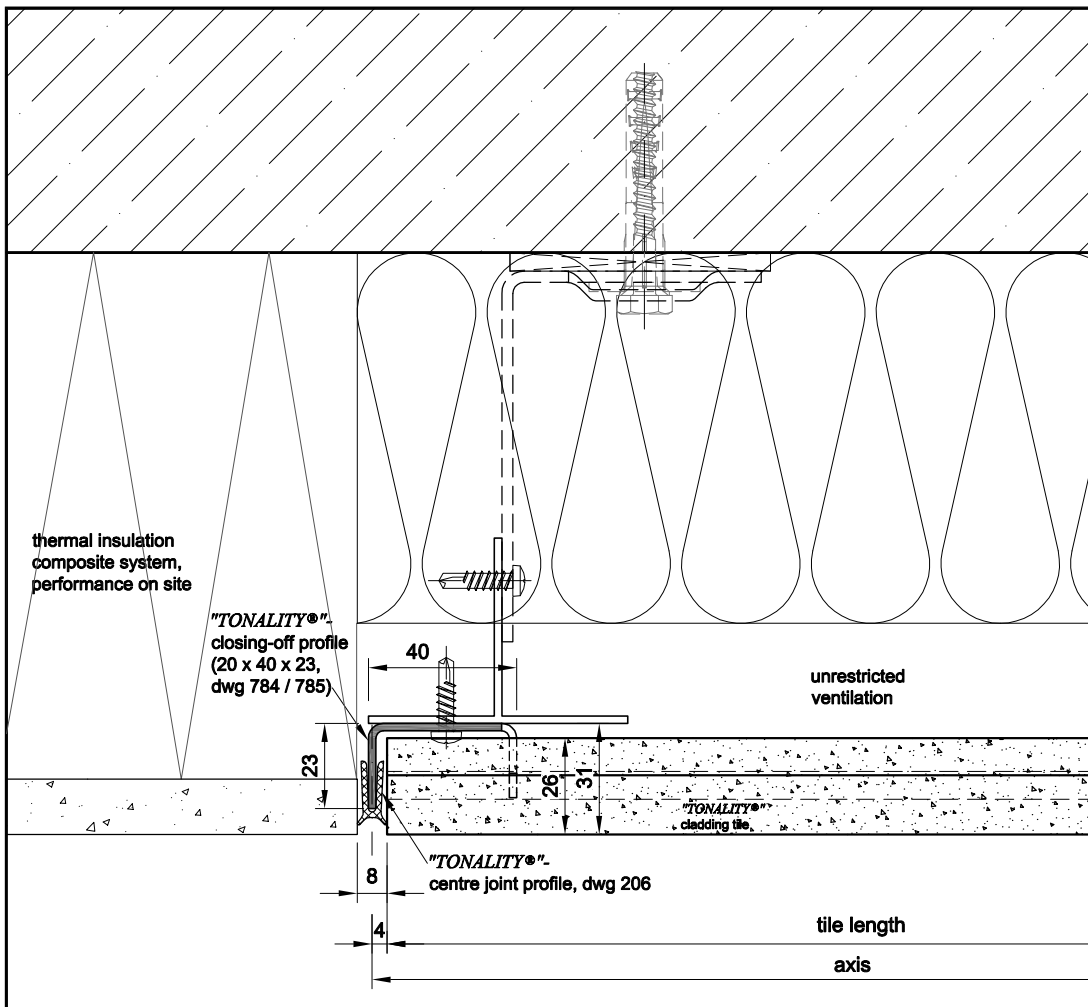 thermal insulation
composite system,
performance on site
"TONALITY®"-
closing-off profile
(20 x 40 x 23,
dwg 784 / 785)
40
unrestricted
ventilation
23
26
31
"TONALITY®"
cladding tile
"TONALITY®"-
centre joint profile, dwg 206
8
4
tile length
axis